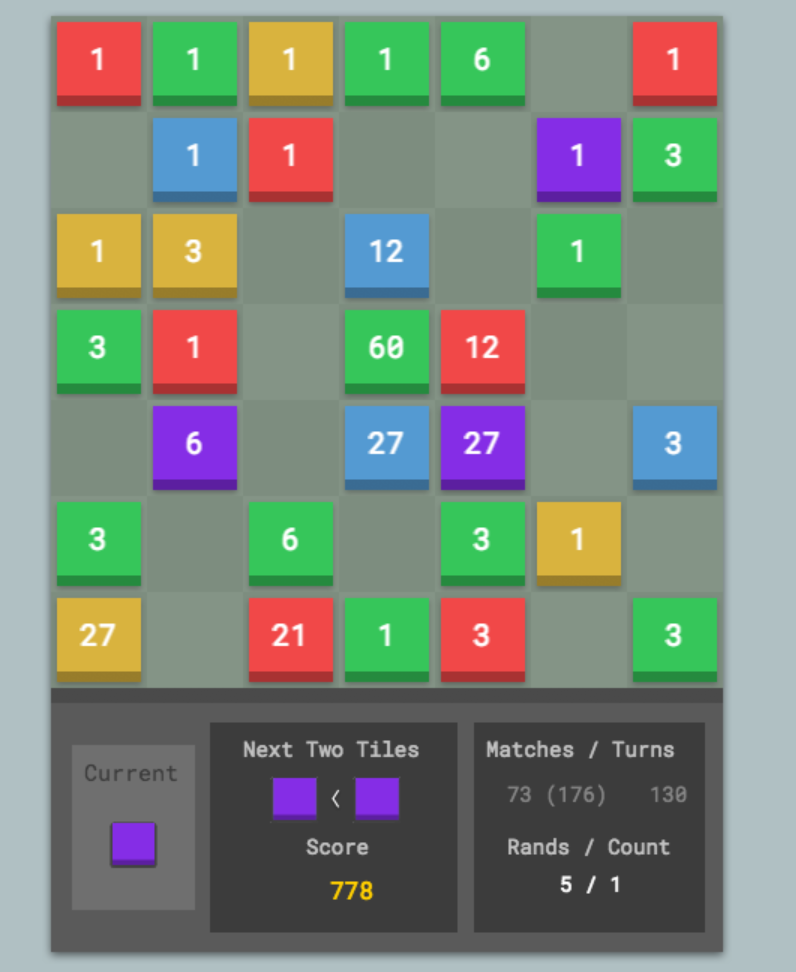 1 1 1 1 6 1
1 1 1 3
1 3 12 1
3 1 60 12
6 27 27 3
3 6 3 1
27 21 1 3 3
Current
Next Two Tiles
<
Score
778
Matches / Turns
73 (176) 130
Rands / Count
5 / 1